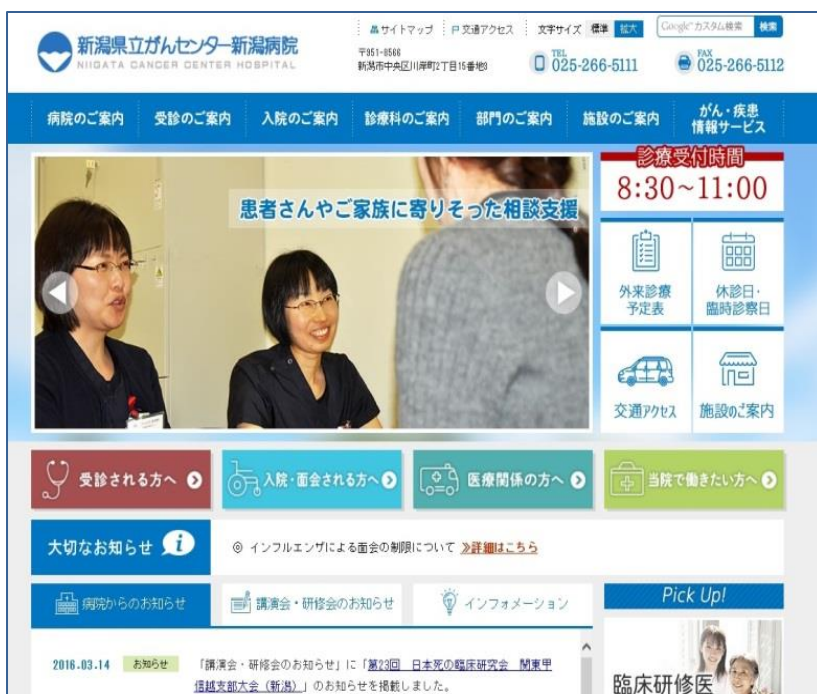 サイトマップ 交通アクセス 文字サイズ 標準 拡大 Google カスタム検索 検索
新潟県立がんセンター新潟病院
NIIGATA CANCER CENTER HOSPITAL
〒951-8566
新潟市中央区川岸町2丁目15番地3
TEL 025-266-5111
FAX 025-266-5112
病院のご案内 受診のご案内 入院のご案内 診療科のご案内 部門のご案内 施設のご案内 がん・疾患情報サービス
患者さんやご家族に寄りそった相談支援
診療受付時間
8:30~11:00
外来診療
予定表
休診日・
臨時診察日
交通アクセス
施設のご案内
受診される方へ
入院・面会される方へ
医療関係の方へ
当院で働きたい方へ
大切なお知らせ
◎ インフルエンザによる面会の制限について ≫詳細はこちら
病院からのお知らせ
講演会・研修会のお知らせ
インフォメーション
Pick Up!
2016.03.14 お知らせ 「講演会・研修会のお知らせ」に「第23回 日本死の臨床研究会 関東甲
信越支部大会（新潟）」のお知らせを掲載しました。
臨床研修医